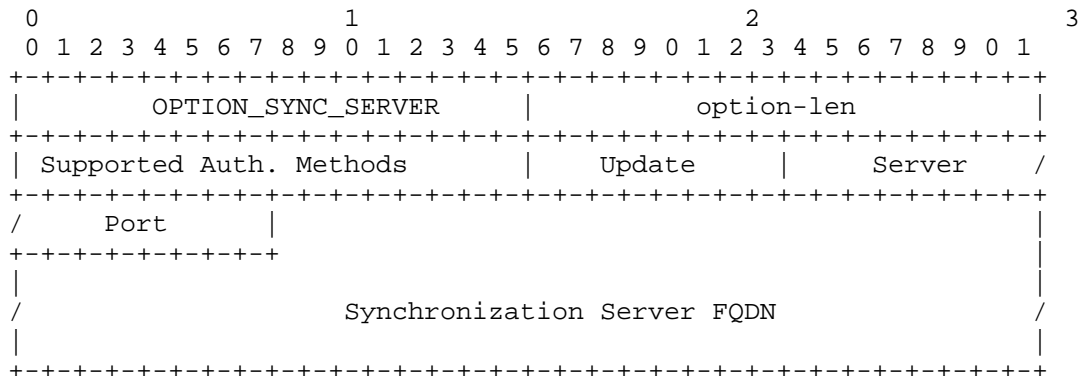 0                   1                   2                   3
 0 1 2 3 4 5 6 7 8 9 0 1 2 3 4 5 6 7 8 9 0 1 2 3 4 5 6 7 8 9 0 1
+-+-+-+-+-+-+-+-+-+-+-+-+-+-+-+-+-+-+-+-+-+-+-+-+-+-+-+-+-+-+-+-+
|       OPTION_SYNC_SERVER      |          option-len           |
+-+-+-+-+-+-+-+-+-+-+-+-+-+-+-+-+-+-+-+-+-+-+-+-+-+-+-+-+-+-+-+-+
| Supported Auth. Methods       |    Update     |     Server    /
+-+-+-+-+-+-+-+-+-+-+-+-+-+-+-+-+-+-+-+-+-+-+-+-+-+-+-+-+-+-+-+-+
/     Port      |                                               |
+-+-+-+-+-+-+-+-+                                               |
|                                                               |
/                    Synchronization Server FQDN                /
|                                                               |
+-+-+-+-+-+-+-+-+-+-+-+-+-+-+-+-+-+-+-+-+-+-+-+-+-+-+-+-+-+-+-+-+